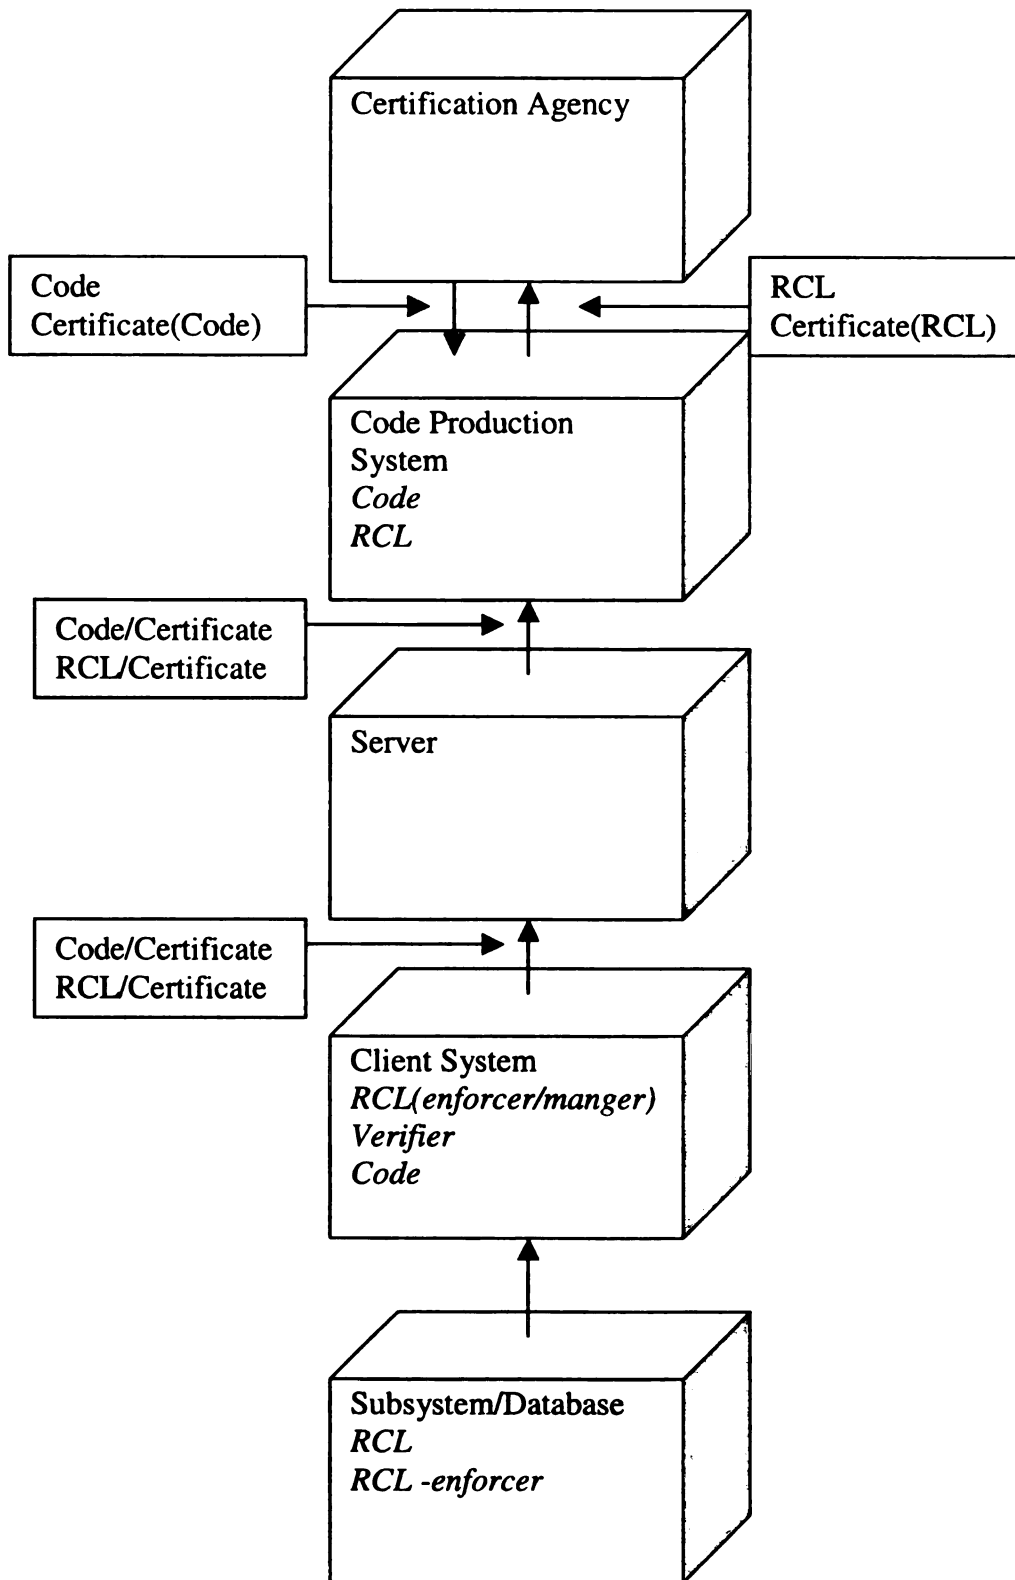 Certification Agency
Code
Certificate(Code)
RCL
Certificate(RCL)
Code Production
System
Code
RCL
Code/Certificate
RCL/Certificate
Server
Code/Certificate
RCL/Certificate
Client System
RCL(enforcer/manger)
Verifier
Code
Subsystem/Database
RCL
RCL -enforcer